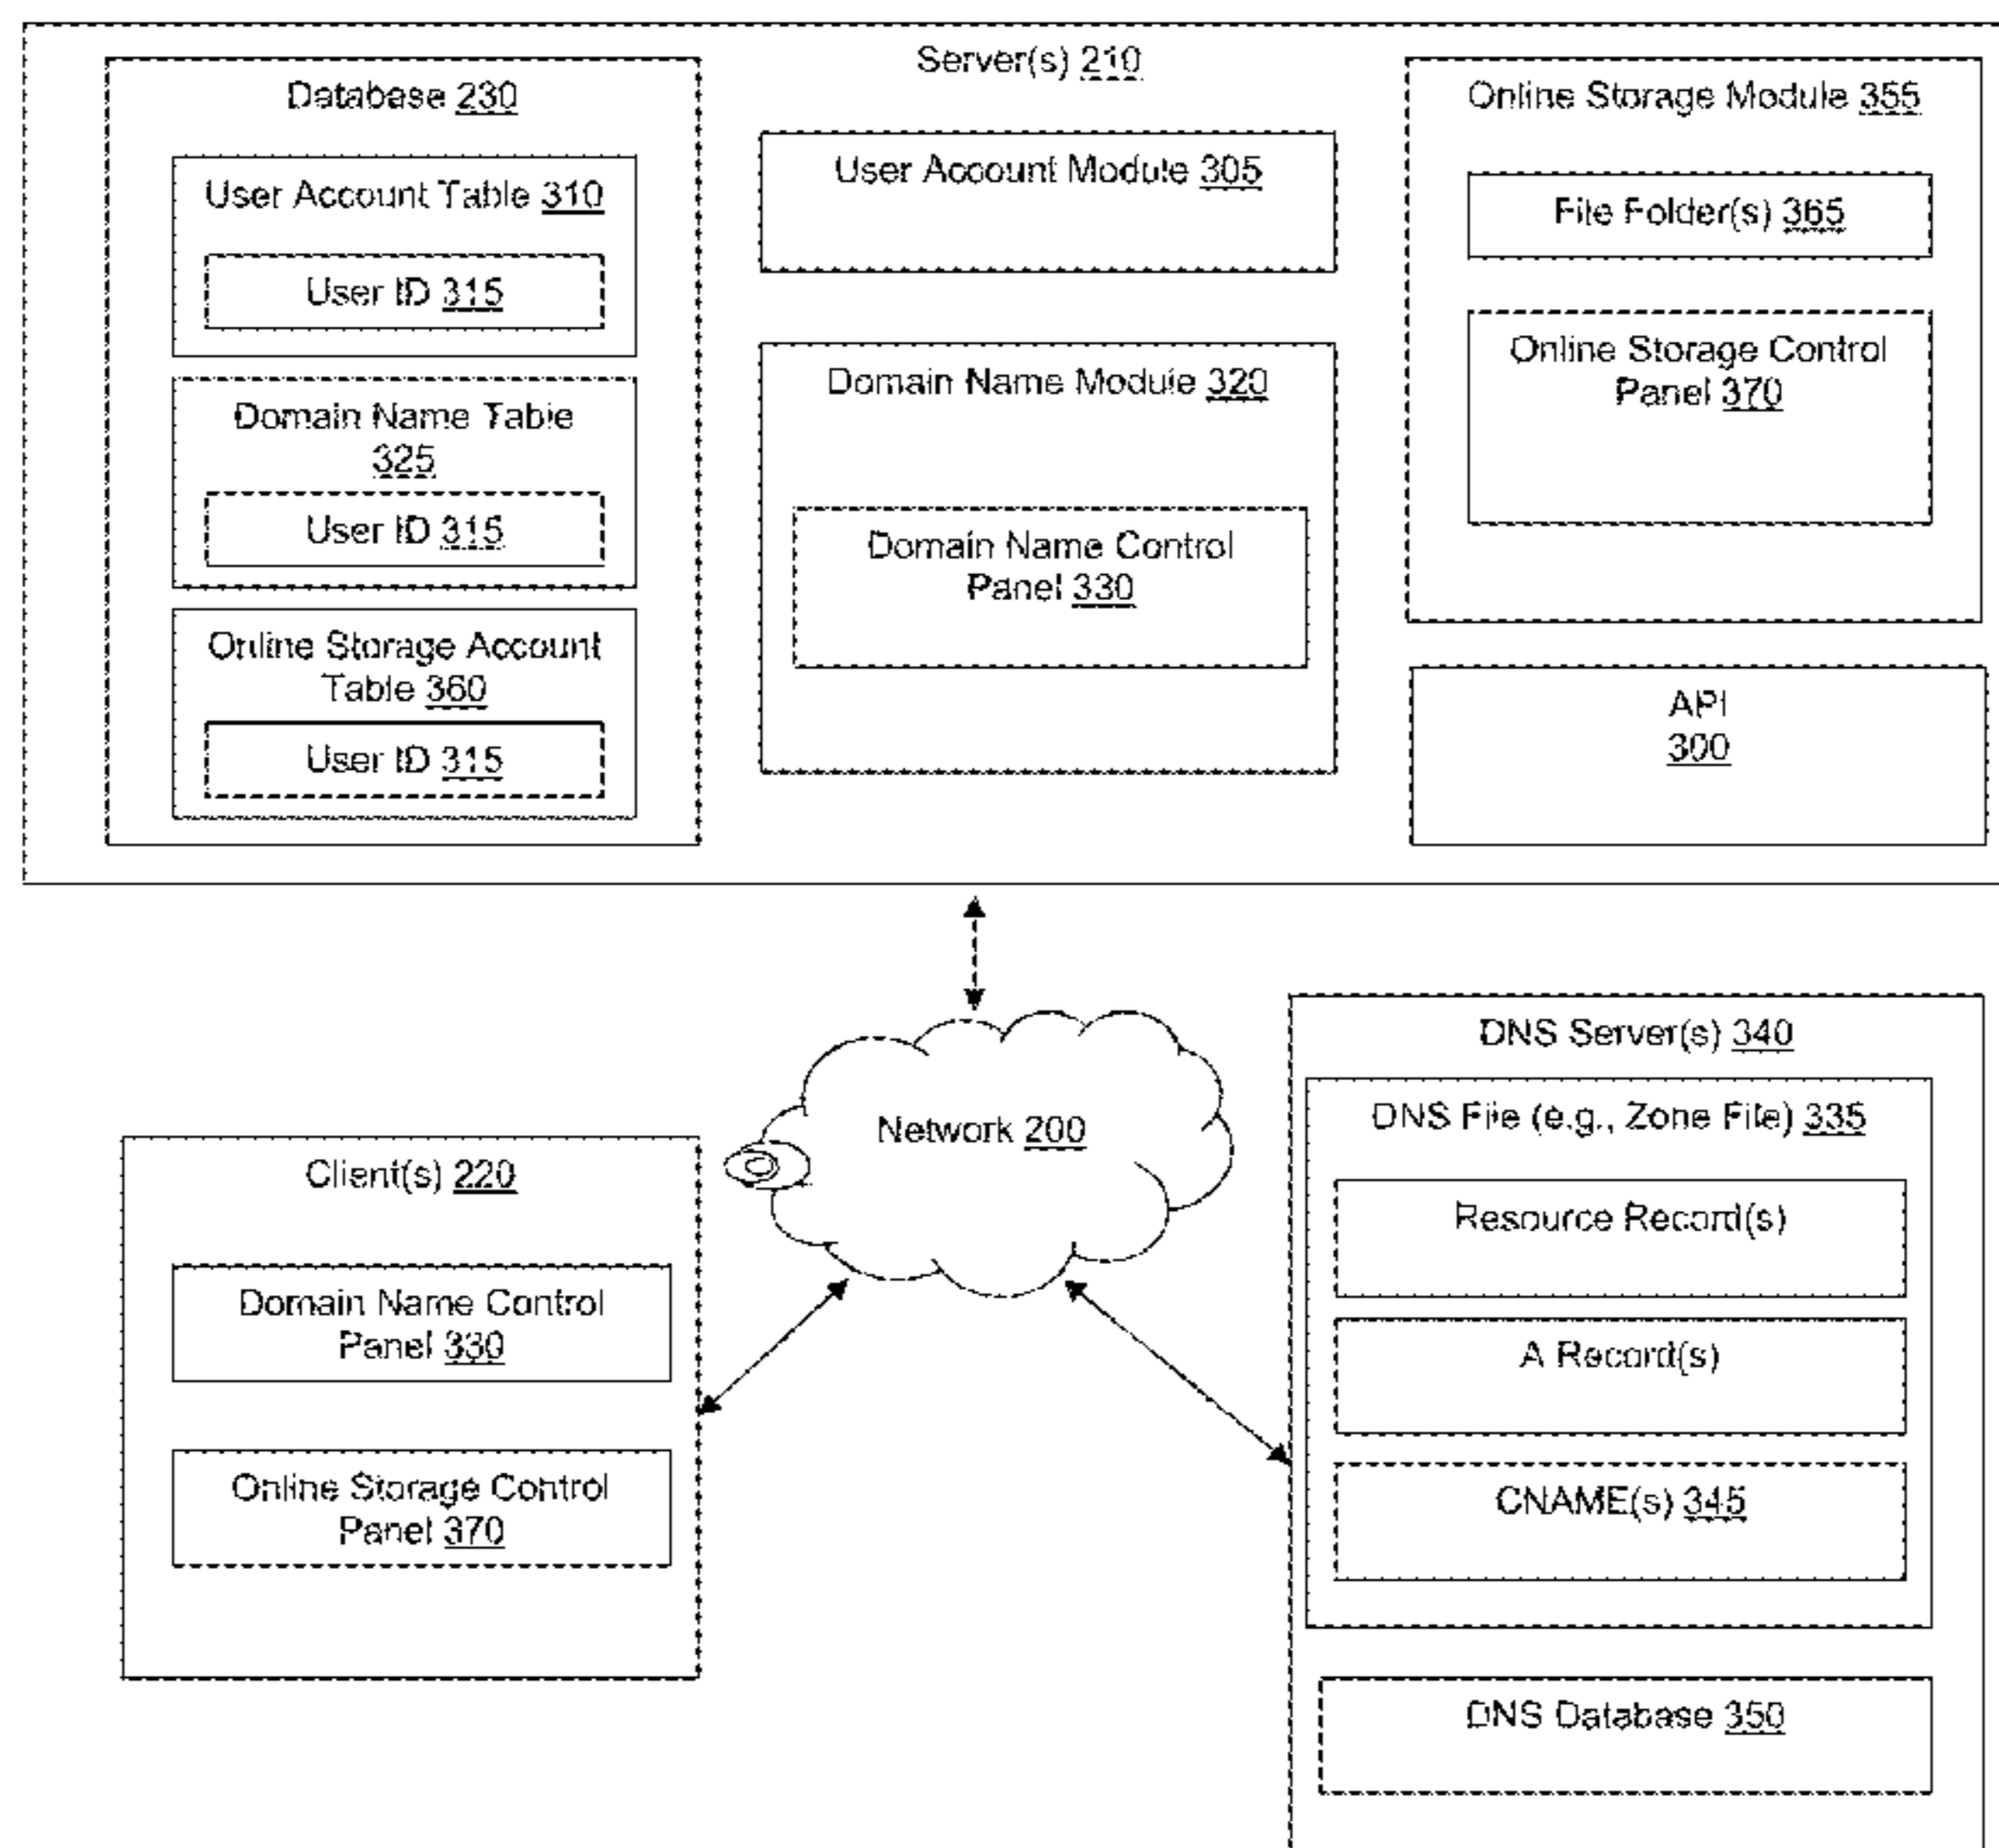 Server(s) 210
Database 230
User Account Table 310
User ID 315
Domain Name Table
325
User ID 315
Online Storage Account
Table 360
User ID 315
User Account Module 305
Domain Name Module 320
Domain Name Control
Panel 330
Online Storage Module 355
File Folder(s) 365
Online Storage Control
Panel 370
API
300
Network 200
Client(s) 220
Domain Name Control
Panel 330
Online Storage Control
Panel 370
DNS Server(s) 340
DNS File (e.g., Zone File) 335
Resource Record(s)
A Record(s)
CNAME(s) 345
DNS Database 350